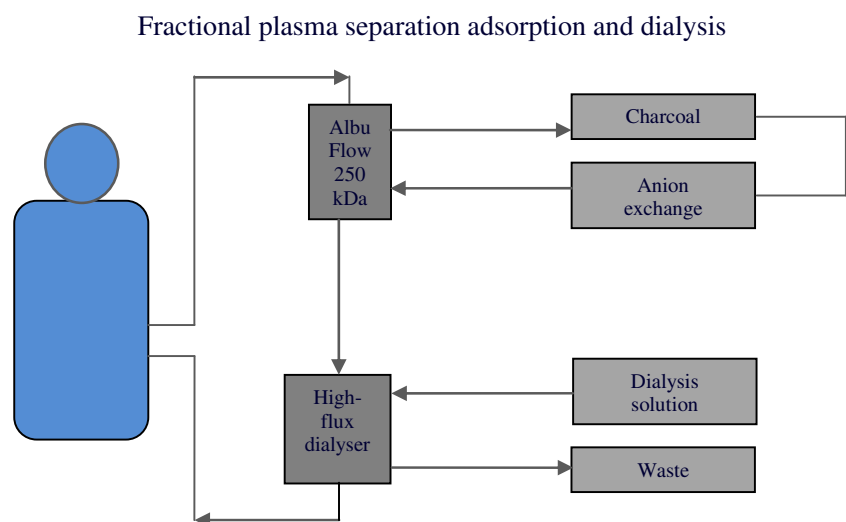 Fractional plasma separation adsorption and dialysis
Albu
Flow
250
kDa
Charcoal
Anion
exchange
High-
flux
dialyser
Dialysis
solution
Waste